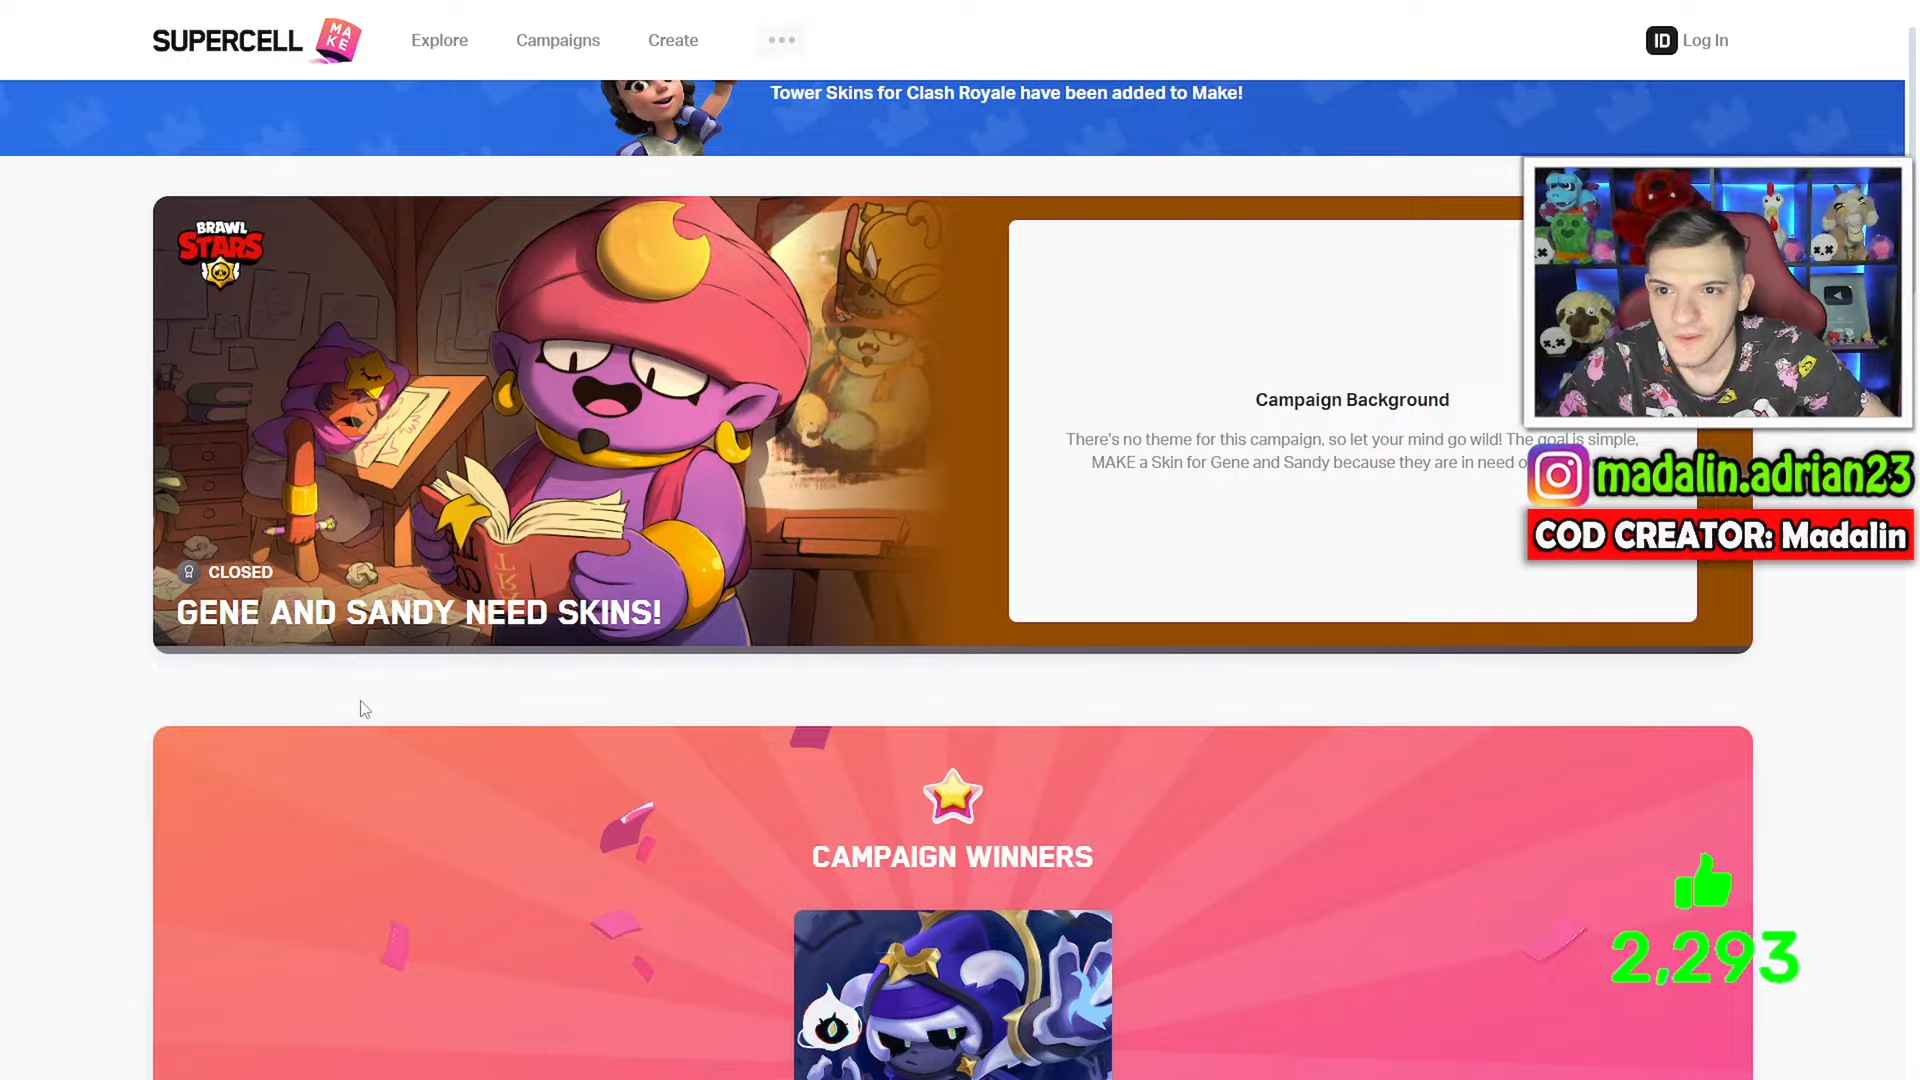 SUPERCELL
MAKE
Explore
Campaigns
Create
ID Log In
Tower Skins for Clash Royale have been added to Make!
BRAWL
STARS
Campaign Background
There's no theme for this campaign, so let your mind go wild! The goal is simple,
MAKE a Skin for Gene and Sandy because they are in need
madalin.adrian23
COD CREATOR: Madalin
CLOSED
GENE AND SANDY NEED SKINS!
CAMPAIGN WINNERS
2,293